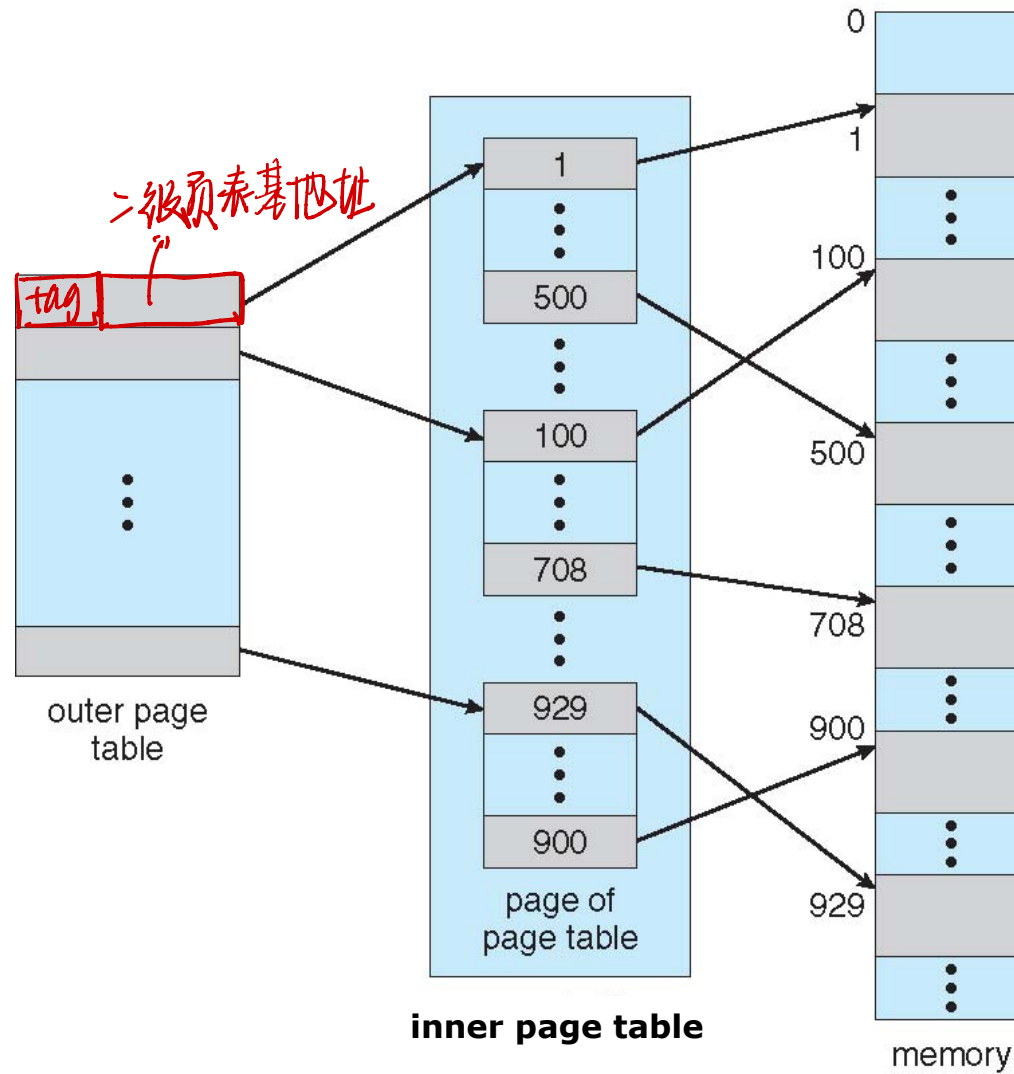 二级页表基地址
tag
outer page
table
1
500
100
708
929
900
page of
page table
inner page table
0
1
100
500
708
900
929
memory